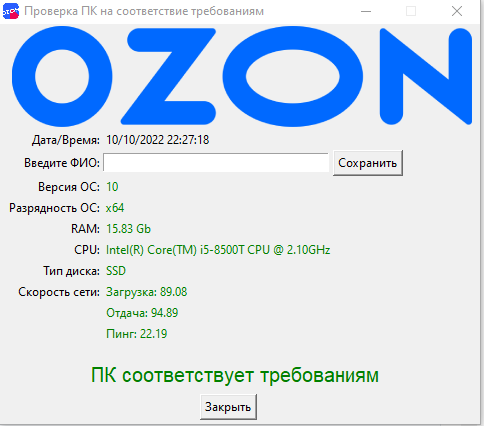 Проверка ПК на соответствие требованиям
OZON
Дата/Время: 10/10/2022 22:27:18
Введите ФИО: Сохранить
Версия ОС: 10
Разрядность ОС: x64
RAM: 15.83 Gb
CPU: Intel(R) Core(TM) i5-8500T CPU @ 2.10GHz
Тип диска: SSD
Скорость сети: Загрузка: 89.08
Отдача: 94.89
Пинг: 22.19
ПК соответствует требованиям
Закрыть